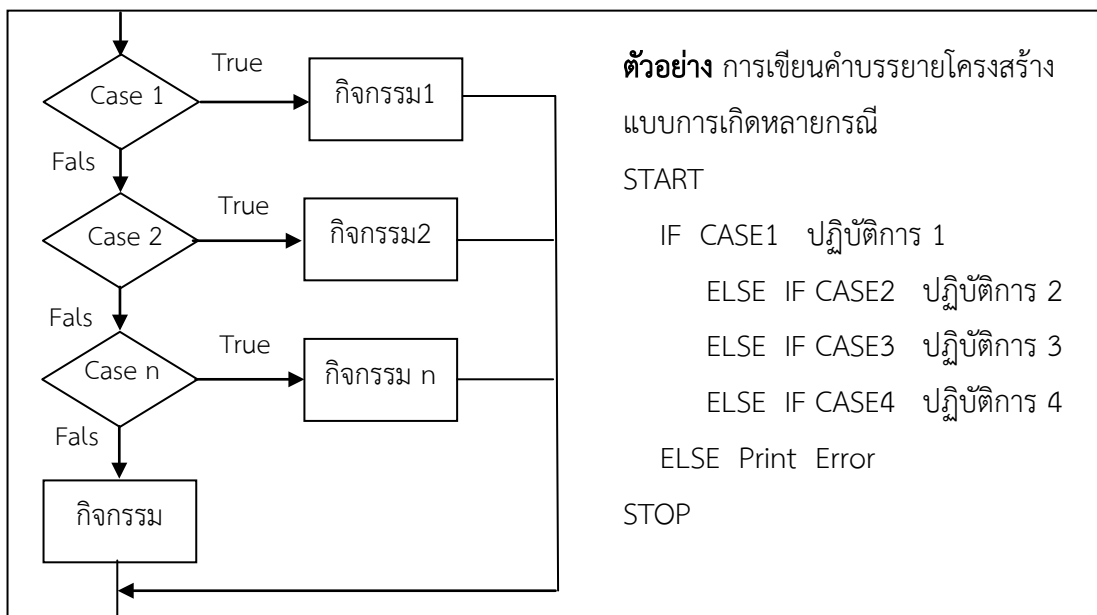 True
Case 1
กิจกรรม1
Fals
True
Case 2
กิจกรรม2
Fals
True
Case n
กิจกรรม n
Fals
กิจกรรม
ตัวอย่าง การเขียนคำบรรยายโครงสร้าง
แบบการเกิดหลายกรณี
START
IF CASE1 ปฏิบัติการ 1
ELSE IF CASE2 ปฏิบัติการ 2
ELSE IF CASE3 ปฏิบัติการ 3
ELSE IF CASE4 ปฏิบัติการ 4
ELSE Print Error
STOP